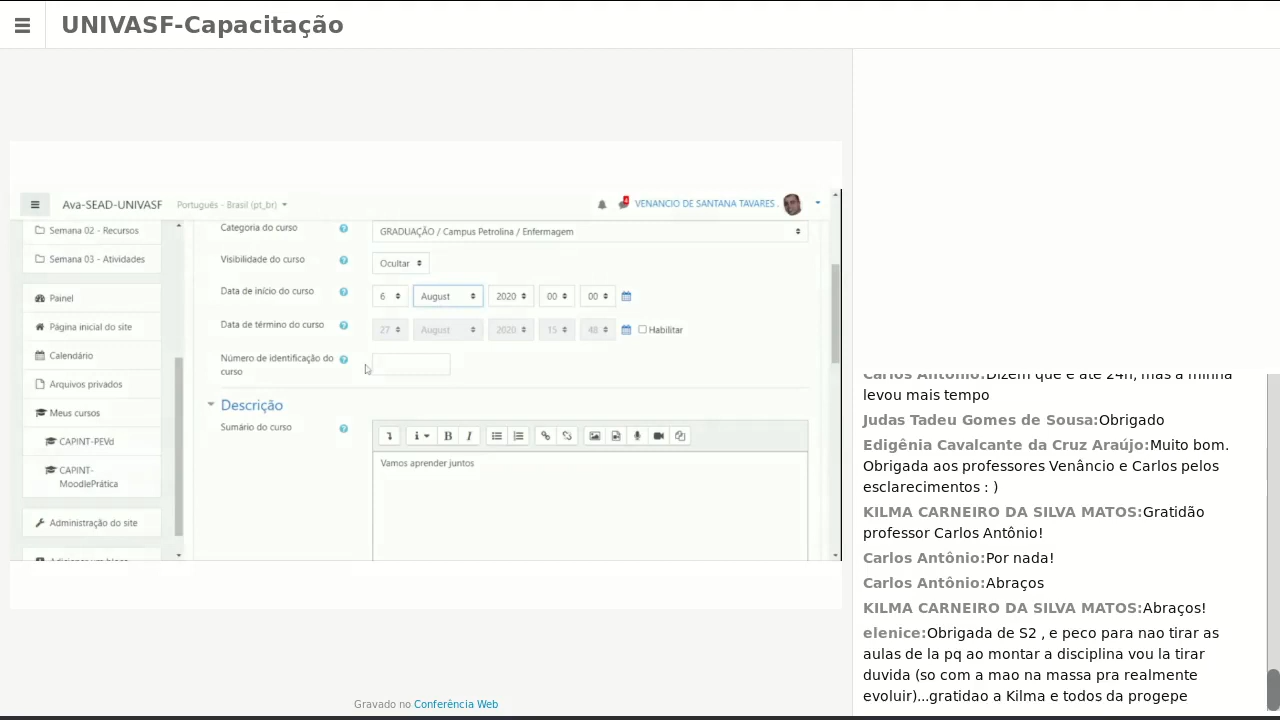 UNIVASF-Capacitação
Ava-SEAD-UNIVASF
Português - Brasil (pt_br)
VENANCIO DE SANTANA TAVARES .
Semana 02 - Recursos
Semana 03 - Atividades
Painel
Página inicial do site
Calendário
Arquivos privados
Meus cursos
CAPINT-PEVd
CAPINT-
MoodlePrática
Administração do site
Categoria do curso
GRADUAÇÃO / Campus Petrolina / Enfermagem
Visibilidade do curso
Ocultar
Data de início do curso
6 August 2020 00 00
Data de término do curso
27 August 2020 15 48 Habilitar
Número de identificação do
curso
Descrição
Sumário do curso
Vamos aprender juntos
Carlos Antônio:Dizem que é até 24h, mas a minha
levou mais tempo
Judas Tadeu Gomes de Sousa:Obrigado
Edigênia Cavalcante da Cruz Araújo:Muito bom.
Obrigada aos professores Venâncio e Carlos pelos
esclarecimentos : )
KILMA CARNEIRO DA SILVA MATOS:Gratidão
professor Carlos Antônio!
Carlos Antônio:Por nada!
Carlos Antônio:Abraços
KILMA CARNEIRO DA SILVA MATOS:Abraços!
elenice:Obrigada de S2 , e peco para nao tirar as
aulas de la pq ao montar a disciplina vou la tirar
duvida (so com a mao na massa pra realmente
evoluir)...gratidao a Kilma e todos da progepe
Gravado no Conferência Web